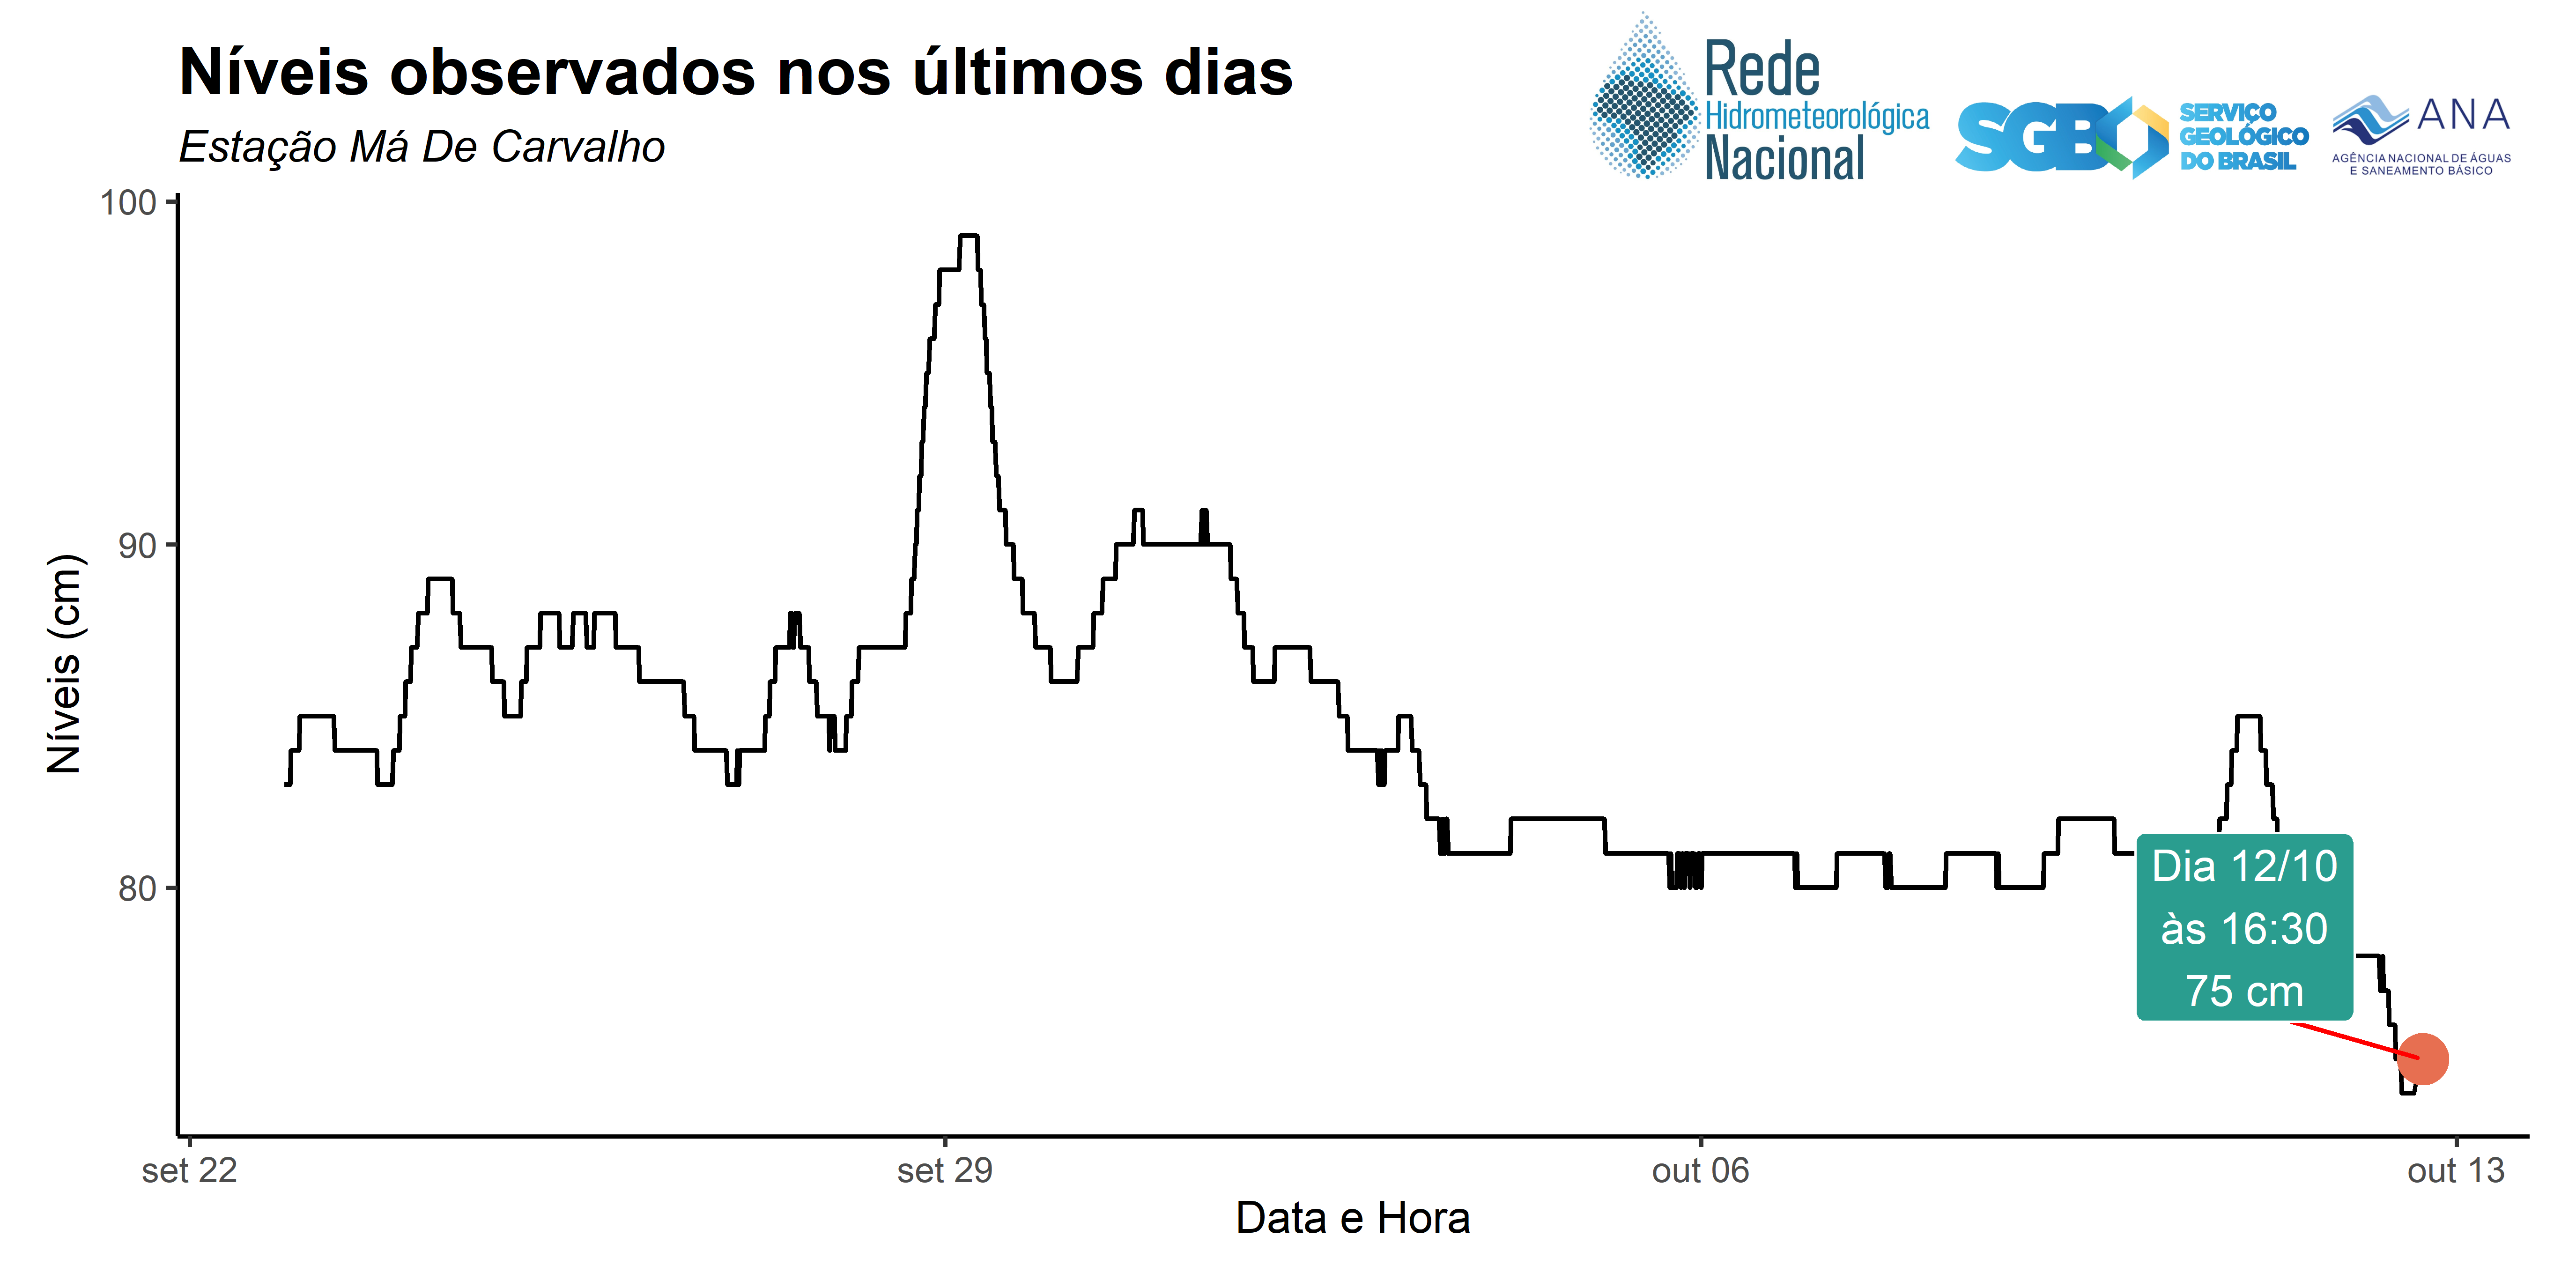 Níveis observados nos últimos dias
Estação Má De Carvalho
Rede
Hidrometeorológica
Nacional
SGB
SERVIÇO
GEOLÓGICO
DO BRASIL
ANA
AGÊNCIA NACIONAL DE ÁGUAS
E SANEAMENTO BÁSICO
100
90
80
Níveis (cm)
Dia 12/10
às 16:30
75 cm
set 22
set 29
out 06
out 13
Data e Hora